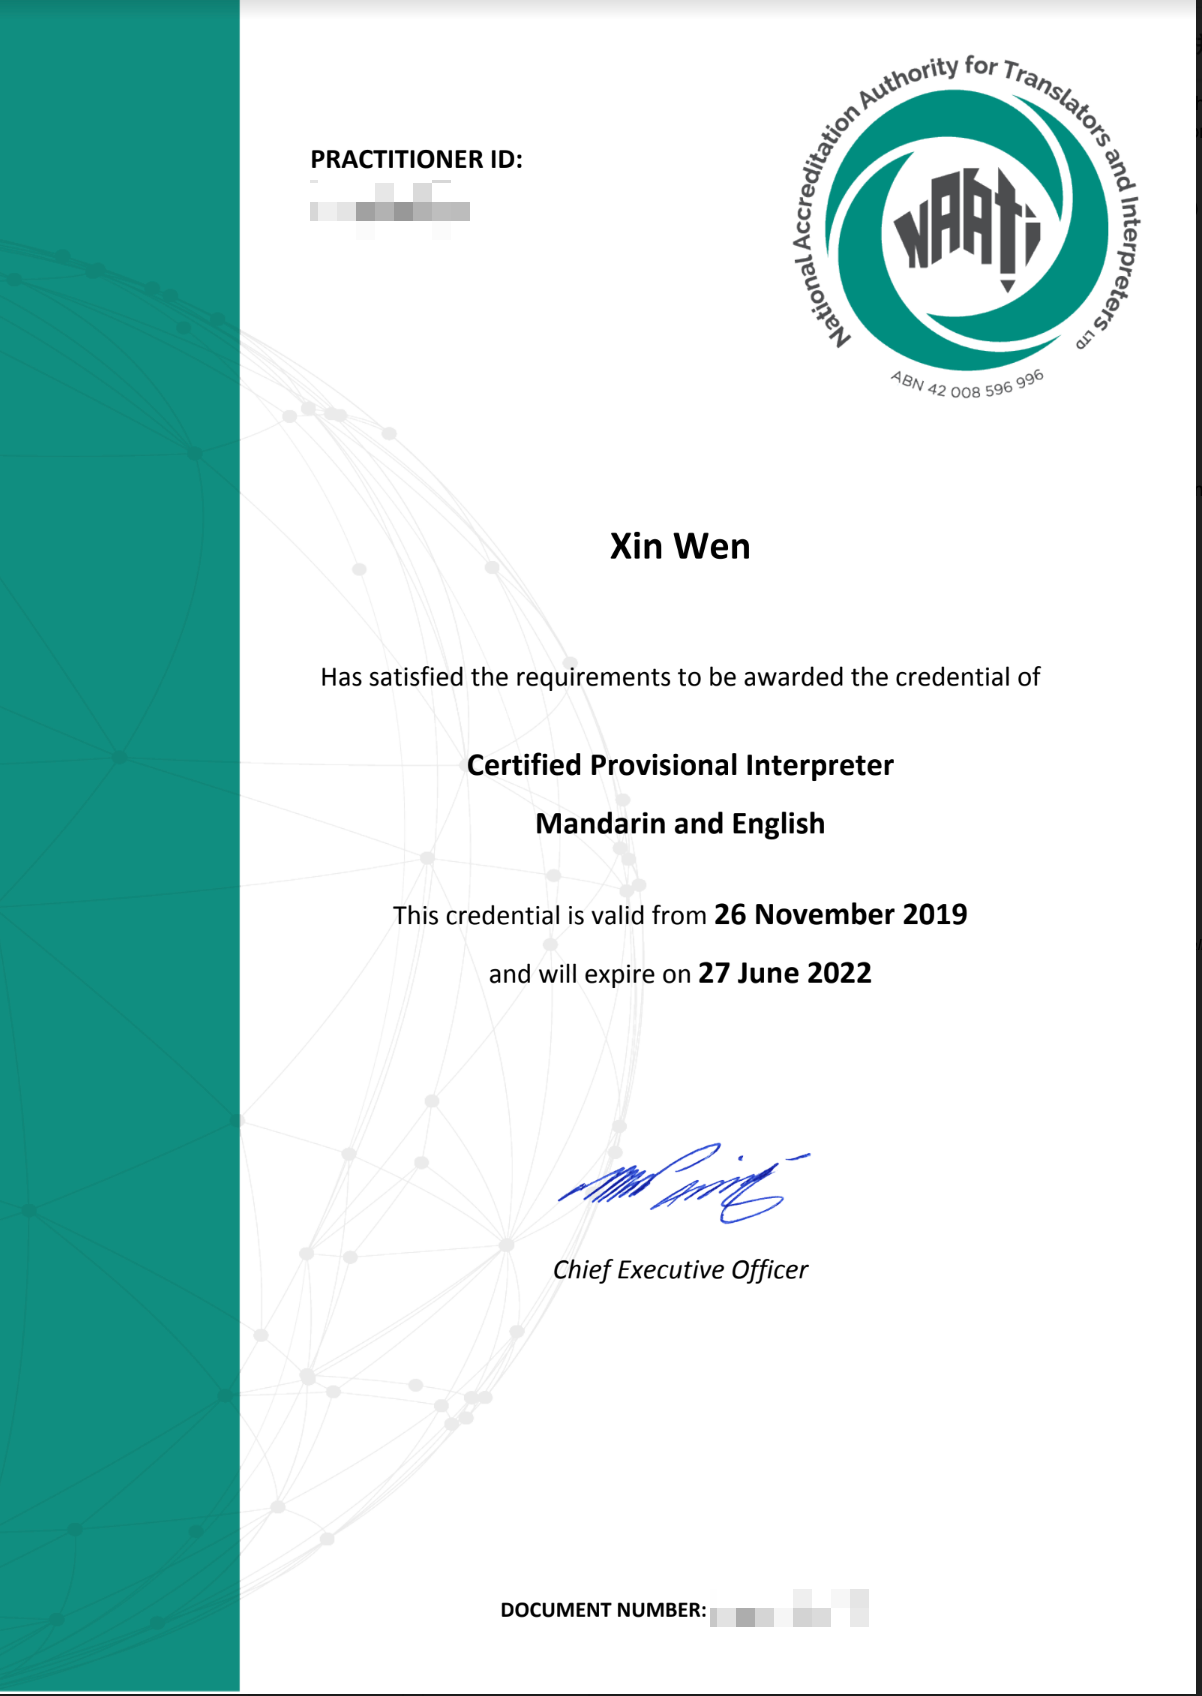 PRACTITIONER ID:
National Accreditation Authority for Translators and Interpreters LTD
NAATI
ABN 42 008 596 996
Xin Wen
Has satisfied the requirements to be awarded the credential of
Certified Provisional Interpreter
Mandarin and English
This credential is valid from 26 November 2019
and will expire on 27 June 2022
Chief Executive Officer
DOCUMENT NUMBER: